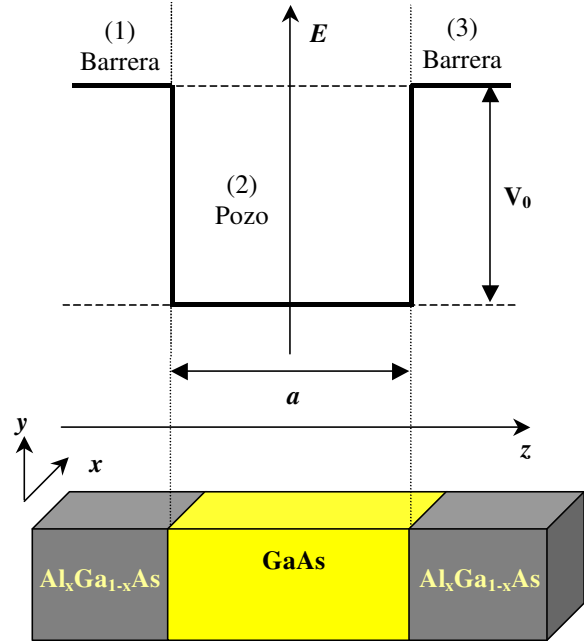 (1)
Barrera
E
(3)
Barrera
(2)
Pozo
V₀
a
y
x
z
AlₓGa₁₋ₓAs
GaAs
AlₓGa₁₋ₓAs